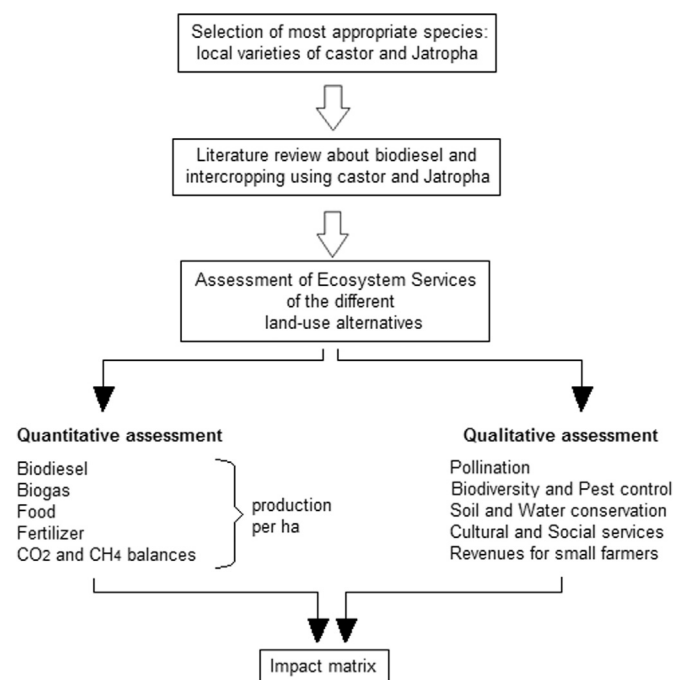 Selection of most appropriate species:
local varieties of castor and Jatropha
Literature review about biodiesel and
intercropping using castor and Jatropha
Assessment of Ecosystem Services
of the different
land-use alternatives
Quantitative assessment
Biodiesel
Biogas
Food
Fertilizer
CO2 and CH4 balances
production
per ha
Qualitative assessment
Pollination
Biodiversity and Pest control
Soil and Water conservation
Cultural and Social services
Revenues for small farmers
Impact matrix